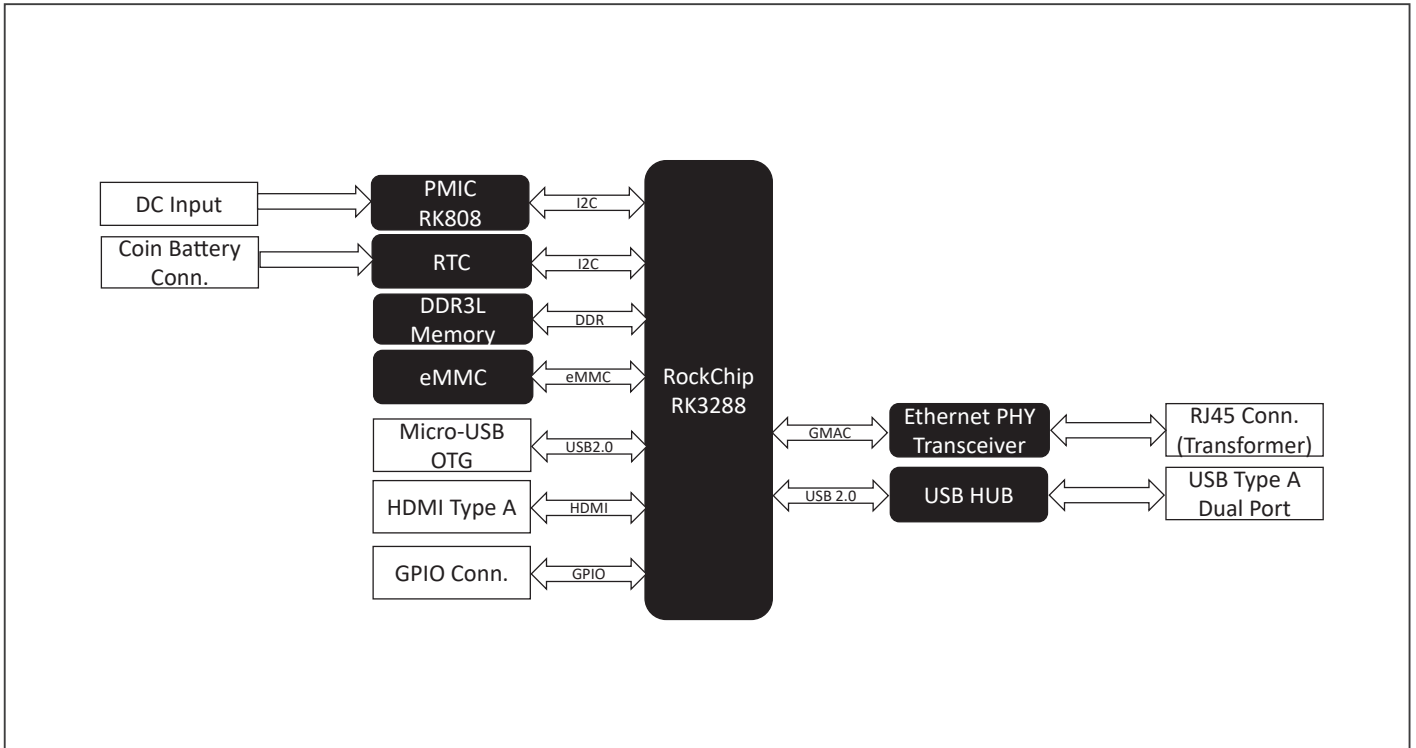 DC Input
PMIC
RK808
I2C
Coin Battery
Conn.
RTC
I2C
DDR3L
Memory
DDR
eMMC
eMMC
Micro-USB
OTG
USB2.0
HDMI Type A
HDMI
GPIO Conn.
GPIO
RockChip
RK3288
GMAC
Ethernet PHY
Transceiver
RJ45 Conn.
(Transformer)
USB 2.0
USB HUB
USB Type A
Dual Port